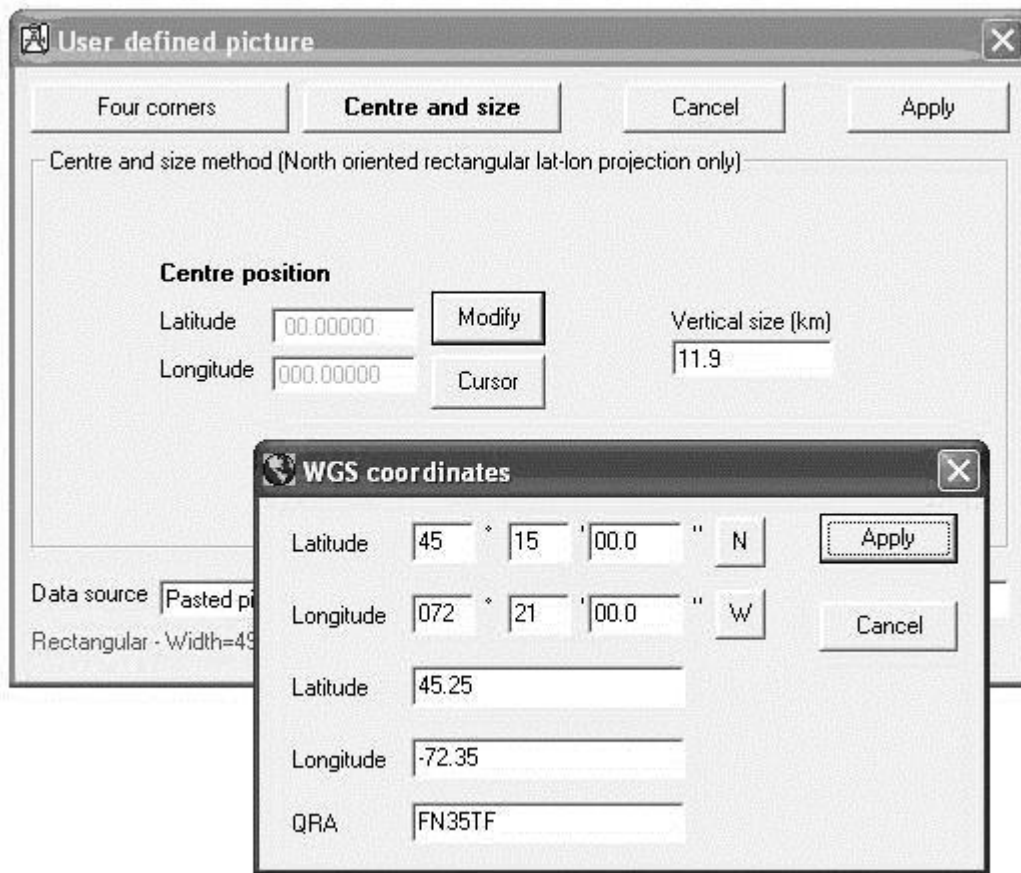 User defined picture
Four corners Centre and size Cancel Apply
Centre and size method (North oriented rectangular lat-lon projection only)
Centre position
Latitude 00.00000 Modify Vertical size (km)
Longitude 000.00000 Cursor 11.9
WGS coordinates
Latitude 45 ° 15 ' 00.0 " N Apply
Longitude 072 ° 21 ' 00.0 " W Cancel
Data source Pasted pi
Rectangular - Width=49
Latitude 45.25
Longitude -72.35
QRA FN35TF